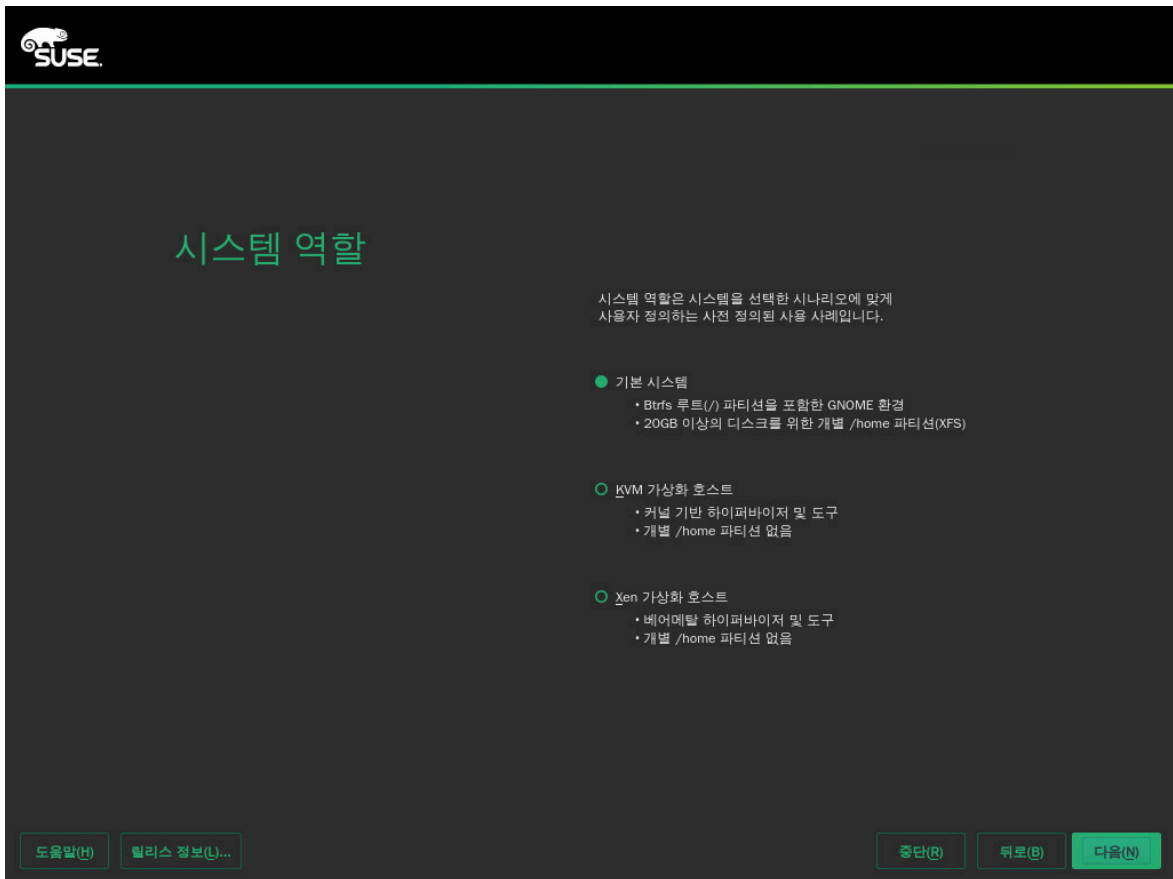 SUSE.
시스템 역할
시스템 역할은 시스템을 선택한 시나리오에 맞게
사용자 정의하는 사전 정의된 사용 사례입니다.
기본 시스템
• Btrfs 루트(/) 파티션을 포함한 GNOME 환경
• 20GB 이상의 디스크를 위한 개별 /home 파티션(XFS)
KVM 가상화 호스트
• 커널 기반 하이퍼바이저 및 도구
• 개별 /home 파티션 없음
Xen 가상화 호스트
• 베어메탈 하이퍼바이저 및 도구
• 개별 /home 파티션 없음
도움말(H)
릴리스 정보(L)...
중단(R)
뒤로(B)
다음(N)